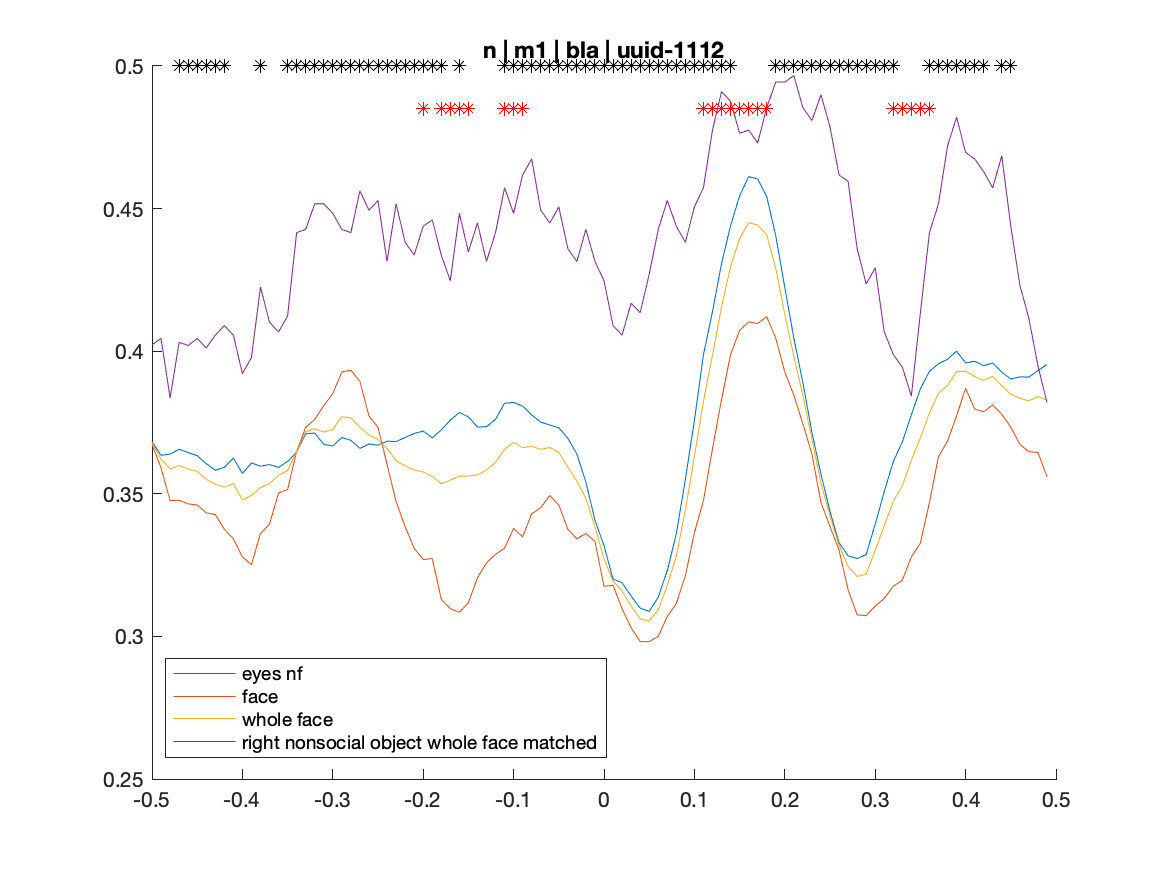 n | m1 | bla | uuid-1112
0.5
0.45
0.4
0.35
0.3
0.25
eyes nf
face
whole face
right nonsocial object whole face matched
-0.5 -0.4 -0.3 -0.2 -0.1 0 0.1 0.2 0.3 0.4 0.5